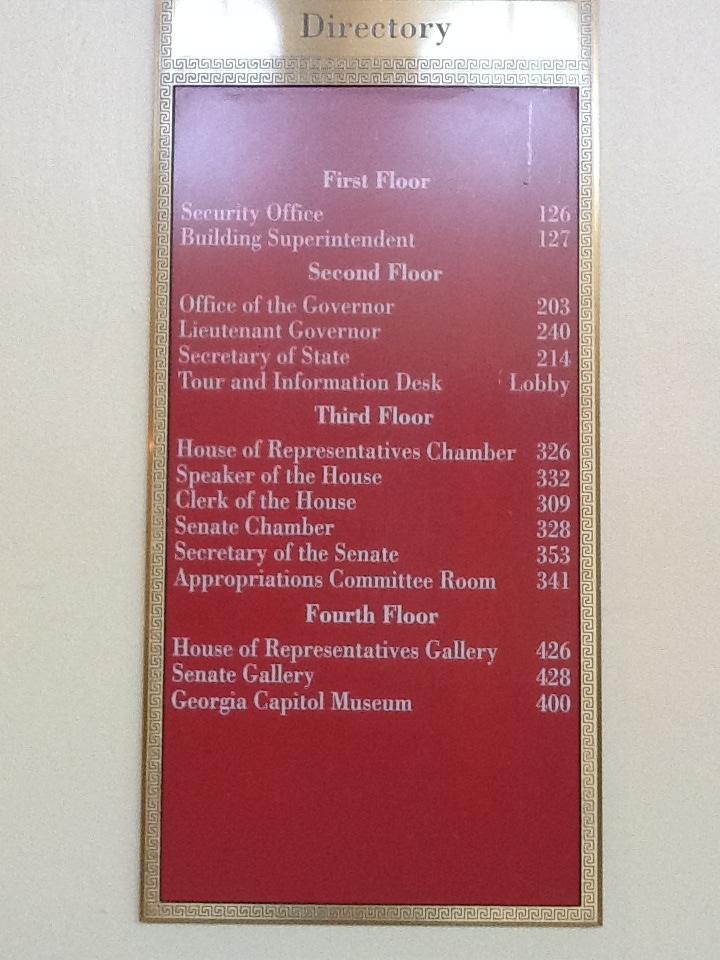 Directory
First Floor
Security Office 126
Building Superintendent 127
Second Floor
Office of the Governor 203
Lieutenant Governor 240
Secretary of State 214
Tour and Information Desk Lobby
Third Floor
House of Representatives Chamber 326
Speaker of the House 332
Clerk of the House 309
Senate Chamber 328
Secretary of the Senate 353
Appropriations Committee Room 341
Fourth Floor
House of Representatives Gallery 426
Senate Gallery 428
Georgia Capitol Museum 400